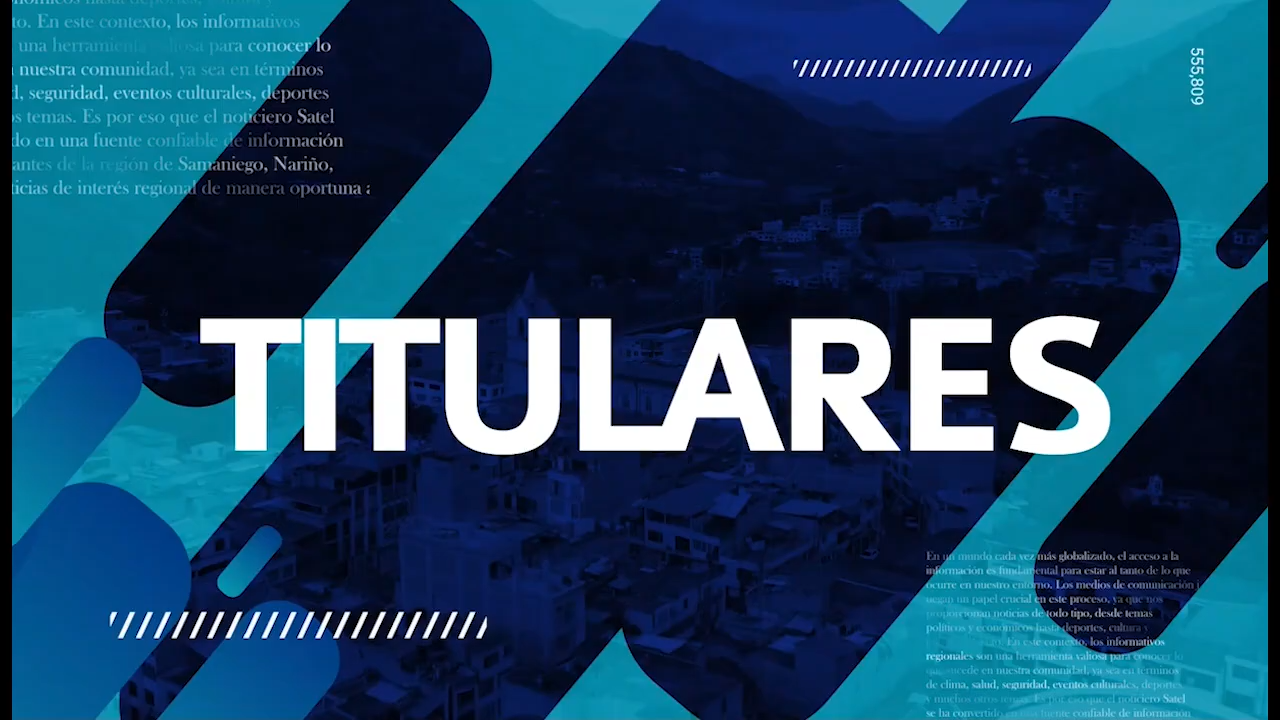 to. En este contexto, los informativos
una herramienta valiosa para conocer lo
nuestra comunidad, ya sea en términos
seguridad, eventos culturales, deportes
s temas. Es por eso que el noticiero Satel
do en una fuente confiable de información
antes de la región de Samaniego, Nariño,
ticias de interés regional de manera oportuna
555,809
TITULARES
En un mundo cada vez más globalizado, el acceso a la
información es fundamental para estar al tanto de lo que
ocurre en nuestro entorno. Los medios de comunicación
juegan un papel crucial en este proceso, ya que nos
proporcionan noticias de todo tipo, desde temas
políticos y económicos hasta deportes, cultura y
En este contexto, los informativos
regionales son una herramienta valiosa para conocer lo
que sucede en nuestra comunidad, ya sea en términos
de clima, salud, seguridad, eventos culturales, deportes
y muchos otros temas. Es por eso que el noticiero Satel
se ha convertido en una fuente confiable de información